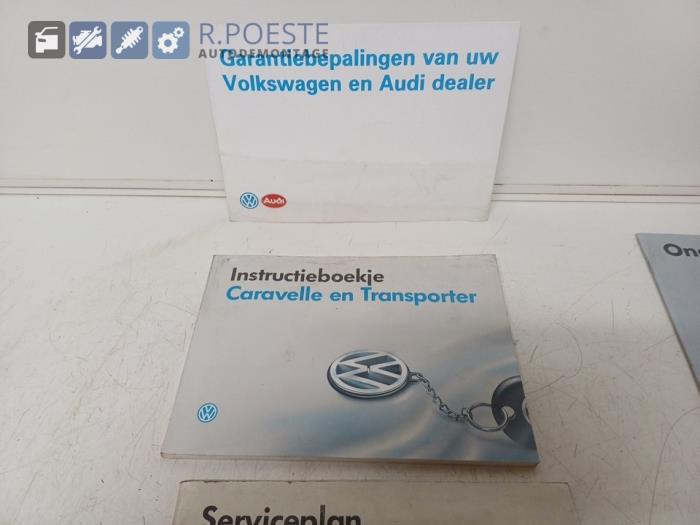 R.POESTE
AUTODEMONTAGE
Garantiebepalingen van uw
Volkswagen en Audi dealer
Audi
Instructieboekje
Caravelle en Transporter
Serviceplan